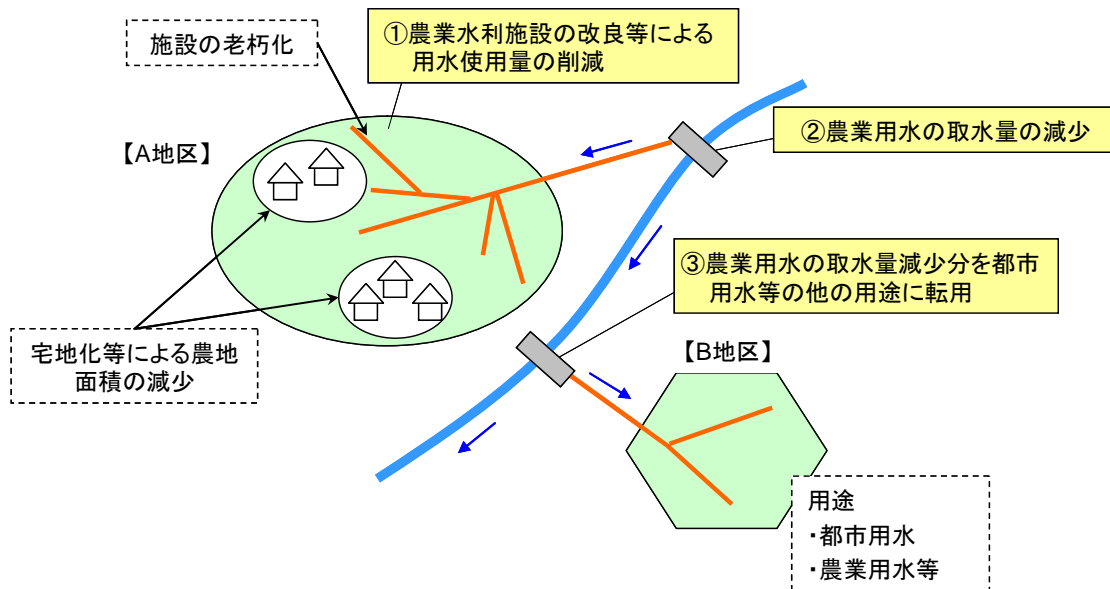 施設の老朽化
①農業水利施設の改良等による
用水使用量の削減
【A地区】
②農業用水の取水量の減少
③農業用水の取水量減少分を都市
用水等の他の用途に転用
宅地化等による農地
面積の減少
【B地区】
用途
・都市用水
・農業用水等